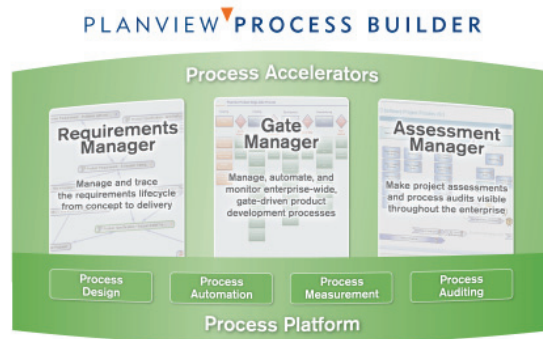 PLANVIEW PROCESS BUILDER
Process Accelerators
Requirements
Manager
Manage and trace
the requirements lifecycle
from concept to delivery
Gate
Manager
Manage, automate, and
monitor enterprise-wide,
gate-driven product
development processes
Assessment
Manager
Make project assessments
and process audits visible
throughout the enterprise
Process
Design
Process
Automation
Process
Measurement
Process
Auditing
Process Platform